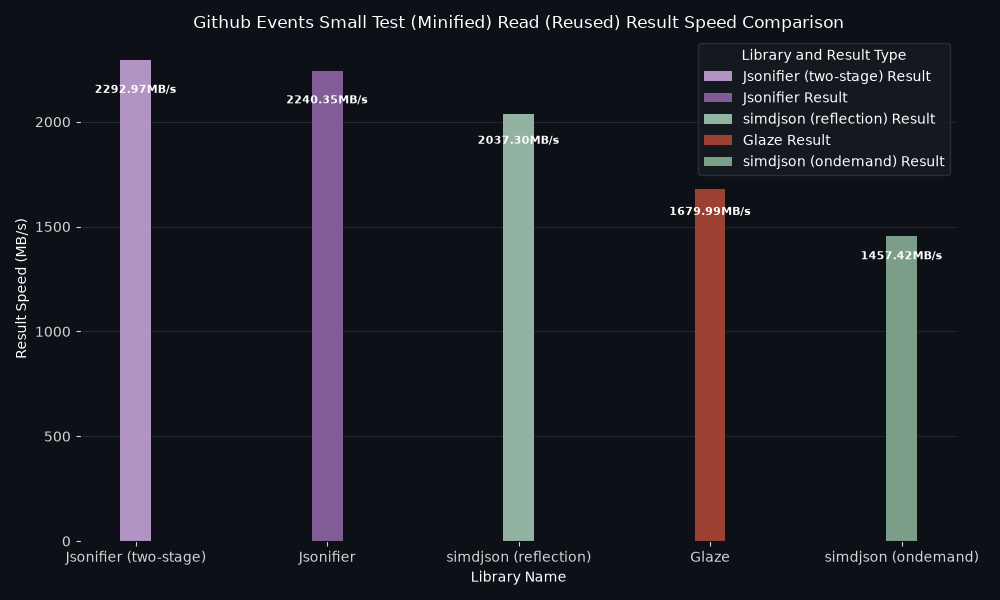 Github Events Small Test (Minified) Read (Reused) Result Speed Comparison
Library and Result Type
Jsonifier (two-stage) Result
Jsonifier Result
simdjson (reflection) Result
Glaze Result
simdjson (ondemand) Result
2292.97MB/s
2240.35MB/s
2037.30MB/s
1679.99MB/s
1457.42MB/s
Result Speed (MB/s)
2000
1500
1000
500
0
Jsonifier (two-stage)
Jsonifier
simdjson (reflection)
Glaze
simdjson (ondemand)
Library Name